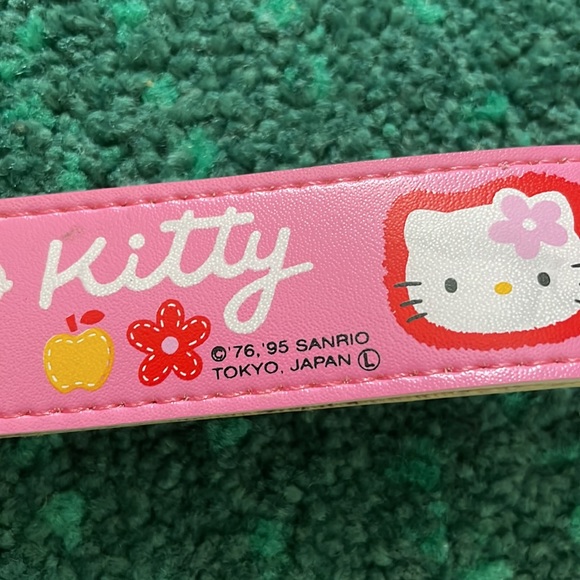 Kitty
©'76,'95 SANRIO
TOKYO, JAPAN Ⓛ